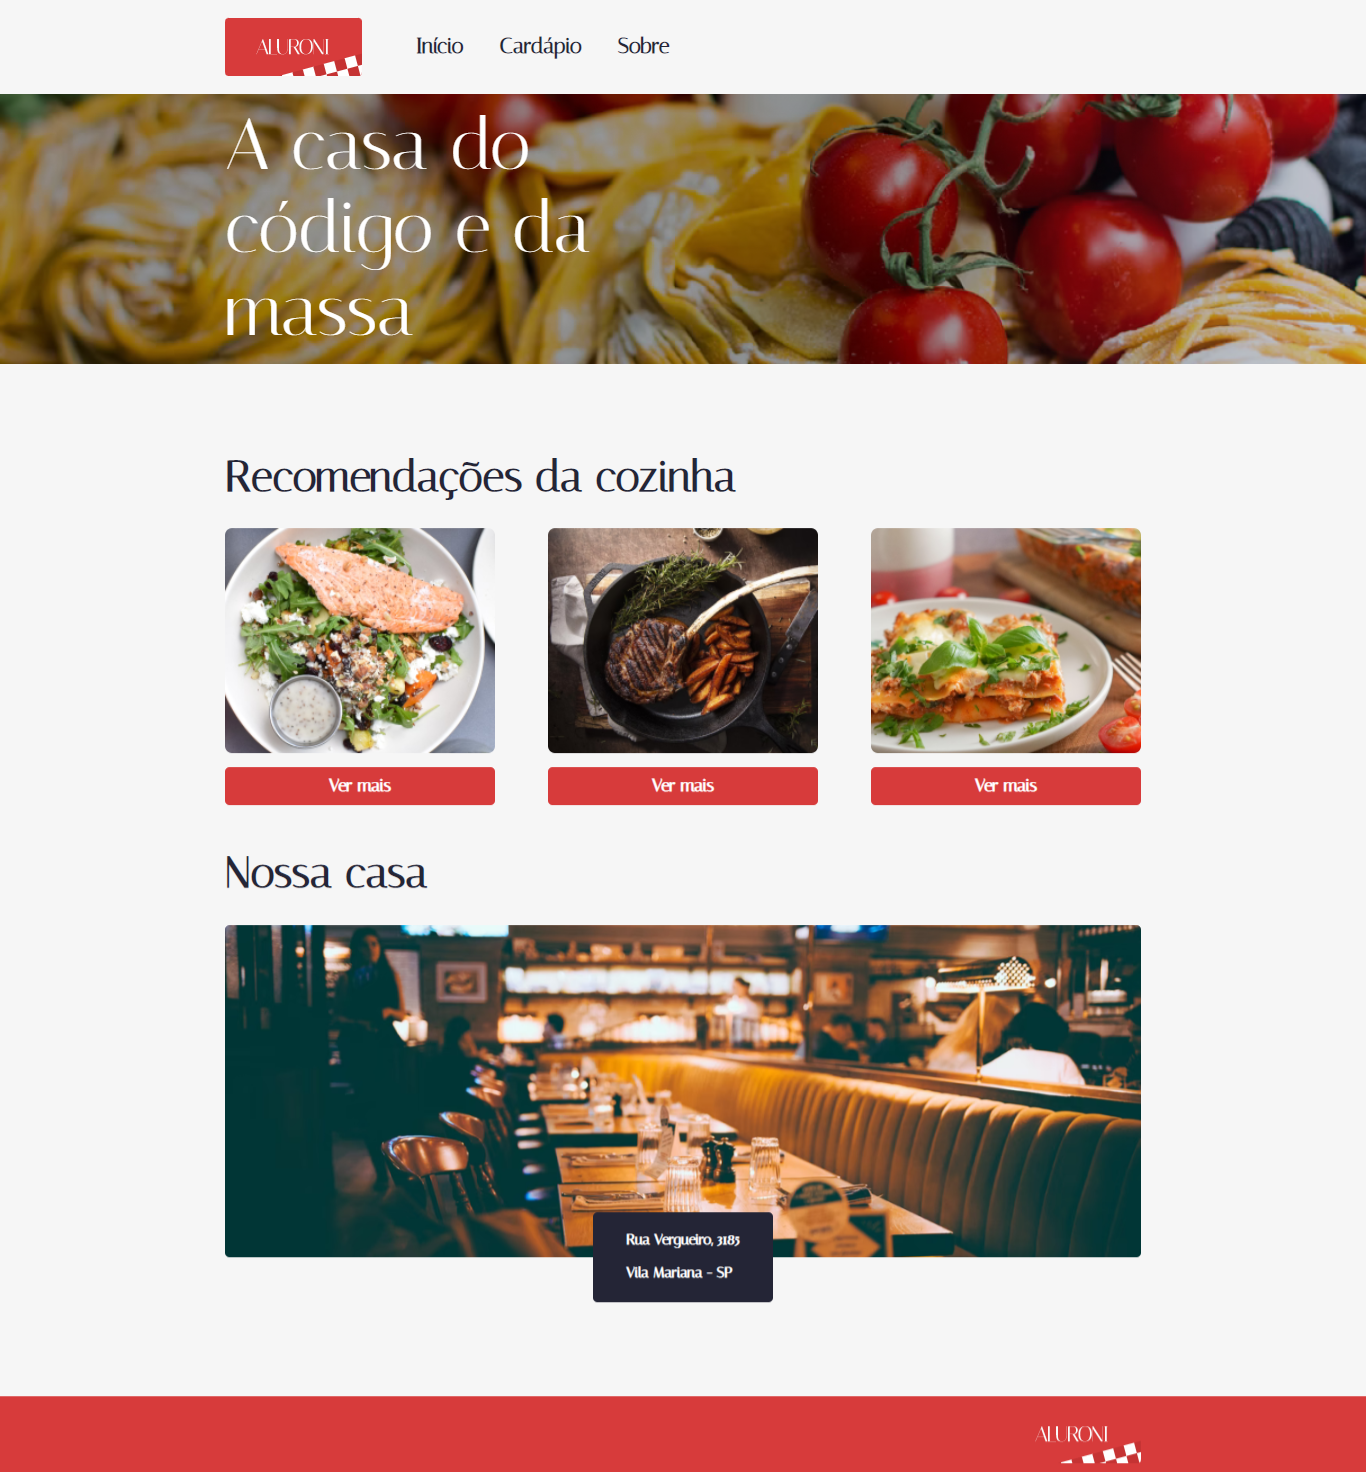 ALURONI
Início
Cardápio
Sobre
A casa do
código e da
massa
Recomendações da cozinha
Ver mais
Ver mais
Ver mais
Nossa casa
Rua Vergueiro, 3185
Vila Mariana - SP
ALURONI